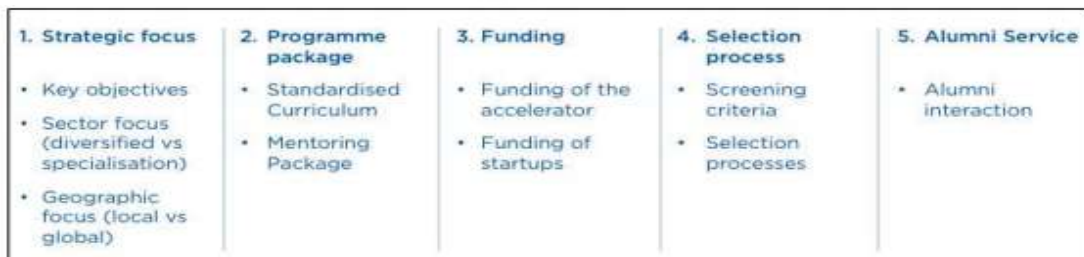 1. Strategic focus
• Key objectives
• Sector focus
(diversified vs
specialisation)
• Geographic
focus (local vs
global)
2. Programme
package
• Standardised
Curriculum
• Mentoring
Package
3. Funding
• Funding of the
accelerator
• Funding of
startups
4. Selection
process
• Screening
criteria
• Selection
processes
5. Alumni Service
• Alumni
interaction